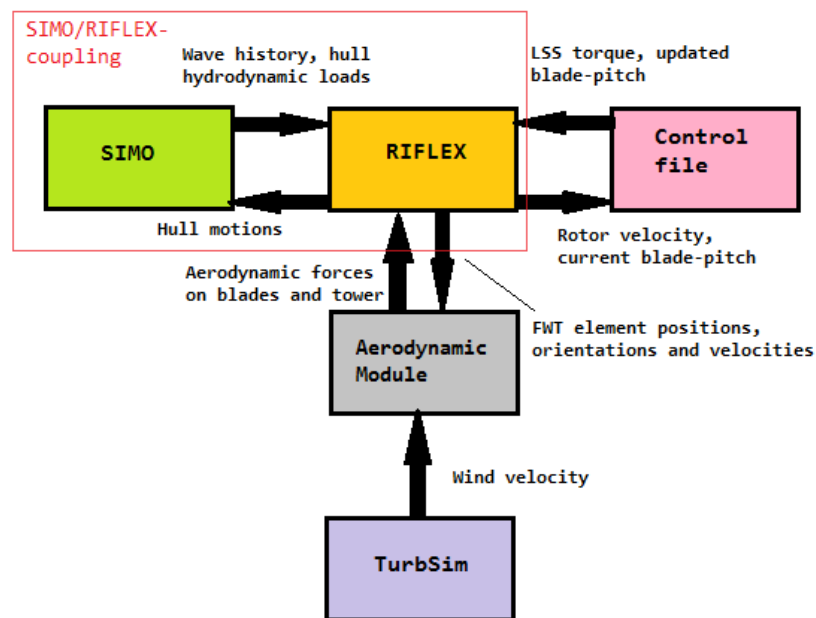 SIMO/RIFLEX-
coupling
Wave history, hull
hydrodynamic loads
LSS torque, updated
blade-pitch
SIMO
RIFLEX
Control
file
Hull motions
Rotor velocity,
current blade-pitch
Aerodynamic forces
on blades and tower
FWT element positions,
orientations and velocities
Aerodynamic
Module
Wind velocity
TurbSim